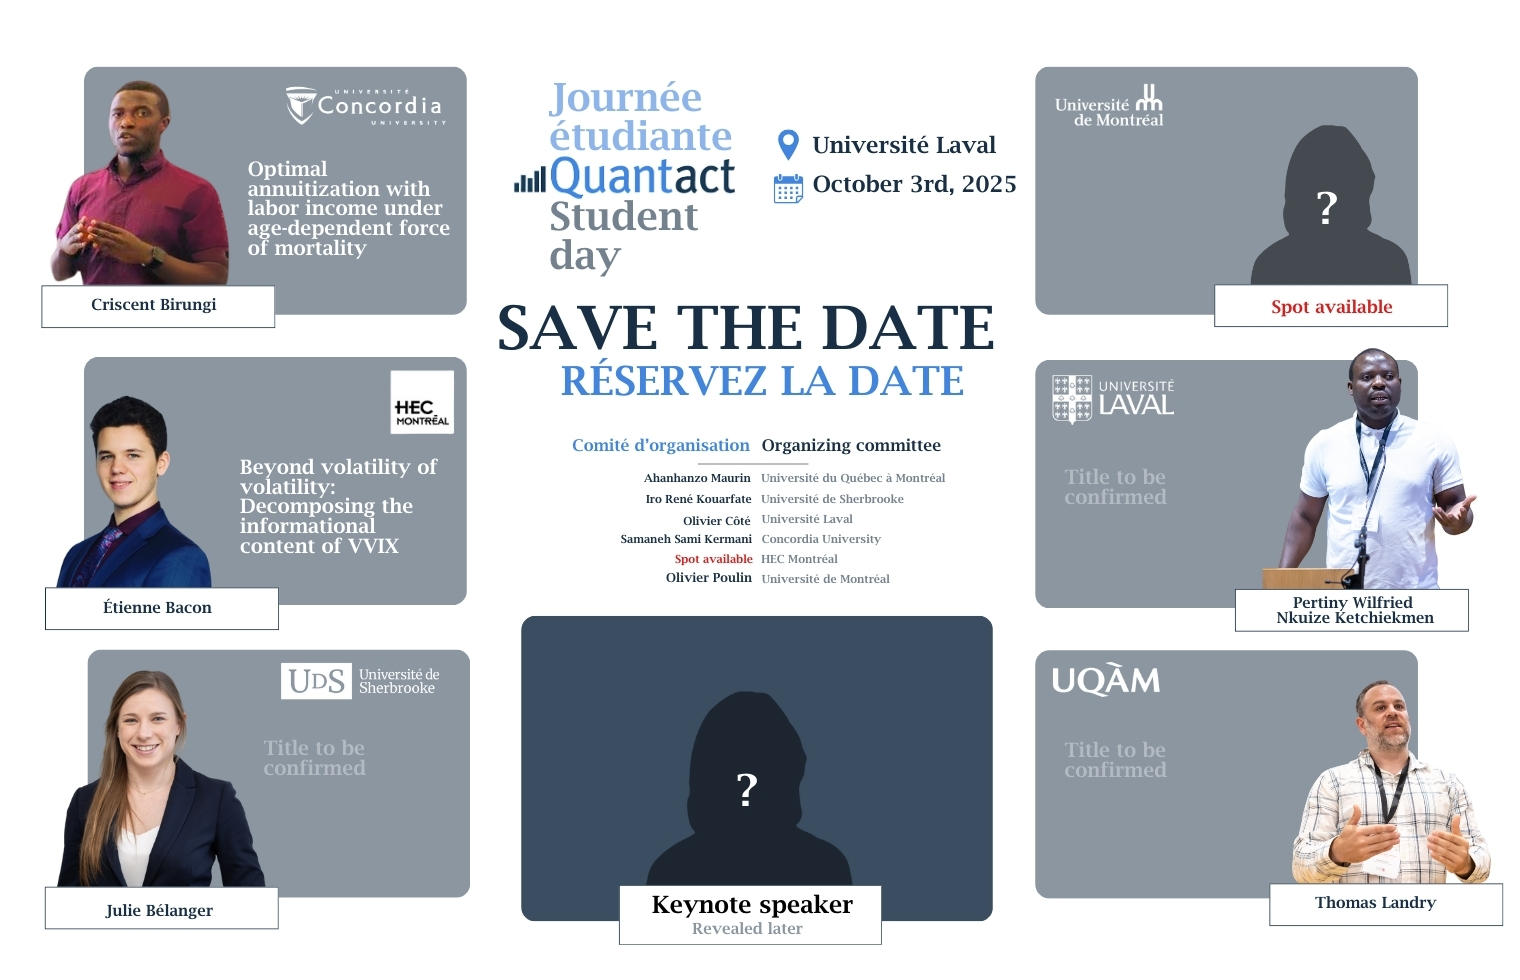 UNIVERSITÉ
Concordia
UNIVERSITY
Optimal
annuitization with
labor income under
age-dependent force
of mortality
Criscent Birungi
Journée
étudiante
Quantact
Student
day
Université Laval
October 3rd, 2025
Université
de Montréal
?
Spot available
SAVE THE DATE
RÉSERVEZ LA DATE
HEC
MONTRÉAL
Beyond volatility of
volatility:
Decomposing the
informational
content of VVIX
Étienne Bacon
Comité d'organisation Organizing committee
Ahanhanzo Maurin Université du Québec à Montréal
Iro René Kouarfate Université de Sherbrooke
Olivier Côté Université Laval
Samaneh Sami Kermani Concordia University
Spot available HEC Montréal
Olivier Poulin Université de Montréal
UNIVERSITÉ
LAVAL
Title to be
confirmed
Pertiny Wilfried
Nkuize Ketchiekmen
UDS Université de
Sherbrooke
Title to be
confirmed
Julie Bélanger
?
Keynote speaker
Revealed later
UQÀM
Title to be
confirmed
Thomas Landry